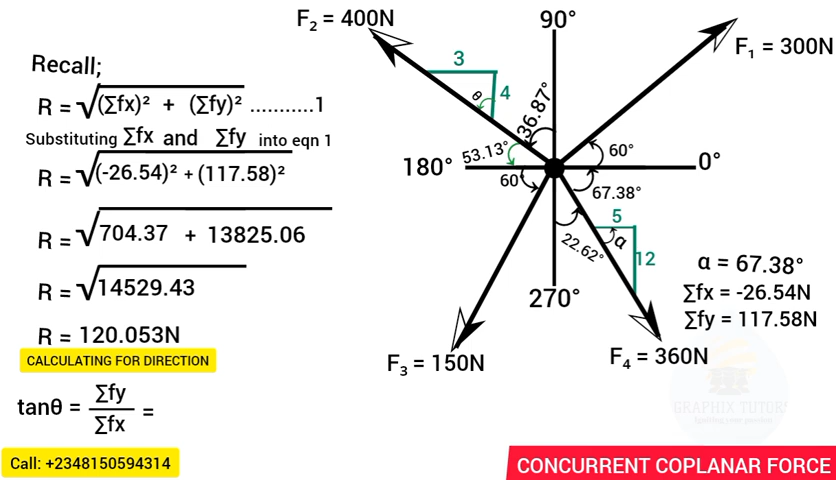 Recall;
R = √(∑fx)² + (∑fy)² ...........1
Substituting ∑fx and ∑fy into eqn 1
R = √(-26.54)² + (117.58)²
R = √704.37 + 13825.06
R = √14529.43
R = 120.053N
CALCULATING FOR DIRECTION
tanθ = ∑fy/∑fx =
Call: +2348150594314
F₂ = 400N
90°
F₁ = 300N
3
4
θ
36.87°
53.13°
180°
60°
60°
0°
67.38°
22.62°
5
α
12
270°
F₃ = 150N
F₄ = 360N
α = 67.38°
∑fx = -26.54N
∑fy = 117.58N
GRAPHIX TUTORS
CONCURRENT COPLANAR FORCE